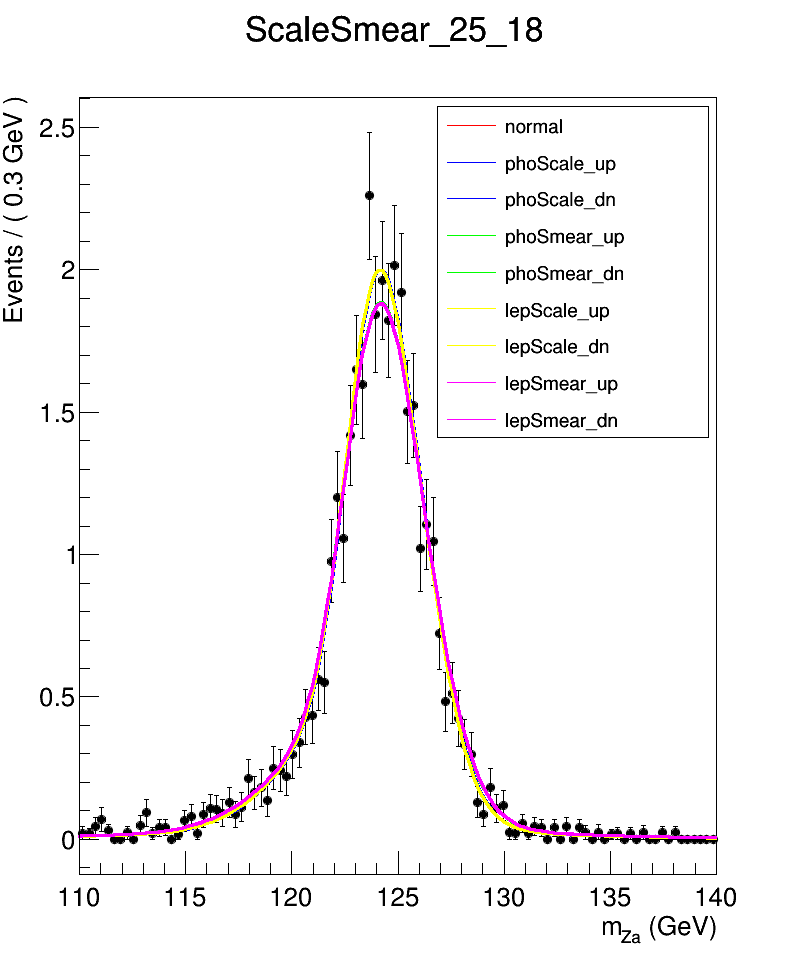 ScaleSmear_25_18
Events / ( 0.3 GeV )
2.5
2
1.5
1
0.5
0
normal
phoScale_up
phoScale_dn
phoSmear_up
phoSmear_dn
lepScale_up
lepScale_dn
lepSmear_up
lepSmear_dn
110 115 120 125 130 135 140
m_Za (GeV)